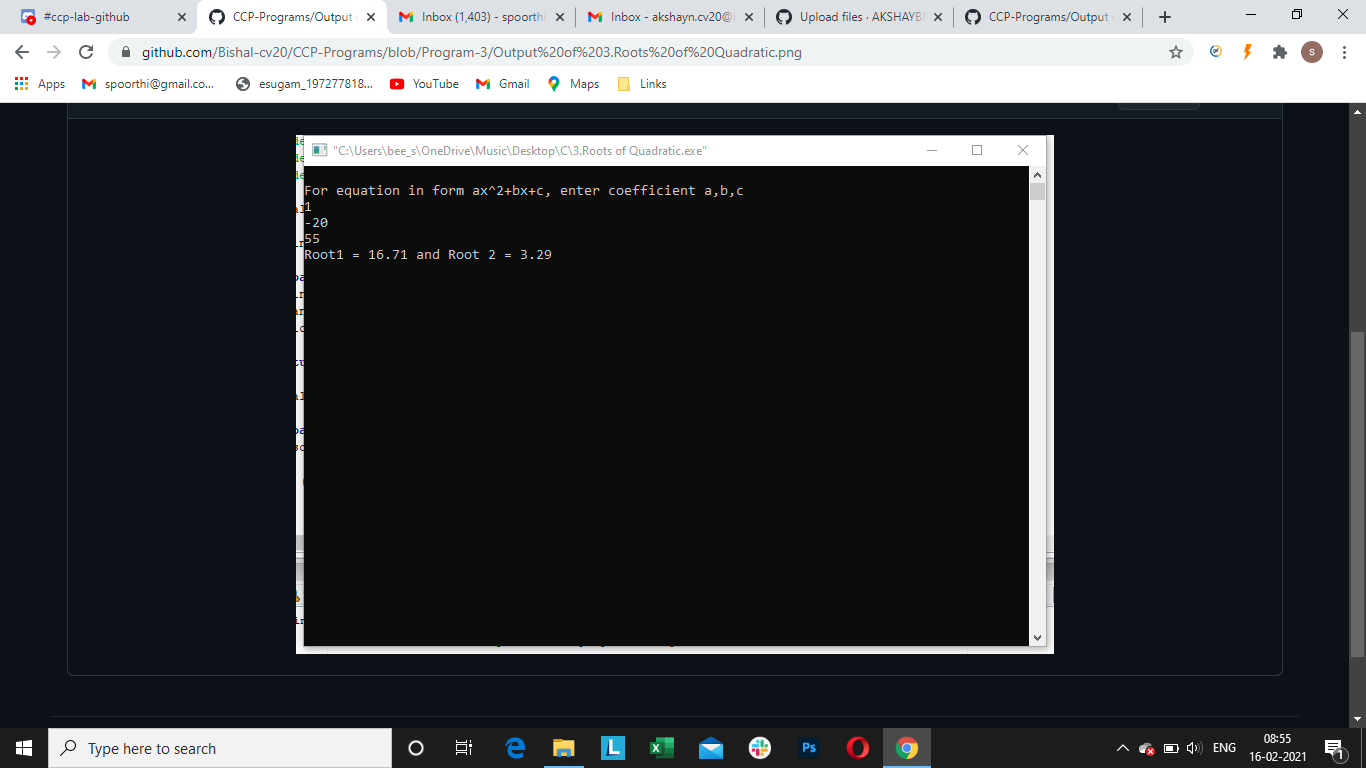 #ccp-lab-github
CCP-Programs/Output
Inbox (1,403) - spoorthi
Inbox - akshayn.cv20@
Upload files · AKSHAYB
CCP-Programs/Output
github.com/Bishal-cv20/CCP-Programs/blob/Program-3/Output%20of%203.Roots%20of%20Quadratic.png
S
Apps
spoorthi@gmail.co...
esugam_197277818...
YouTube
Gmail
Maps
Links
"C:\Users\bee_s\OneDrive\Music\Desktop\C\3.Roots of Quadratic.exe"
For equation in form ax^2+bx+c, enter coefficient a,b,c
1
-20
55
Root1 = 16.71 and Root 2 = 3.29
Type here to search
L
Ps
ENG
08:55
16-02-2021
1